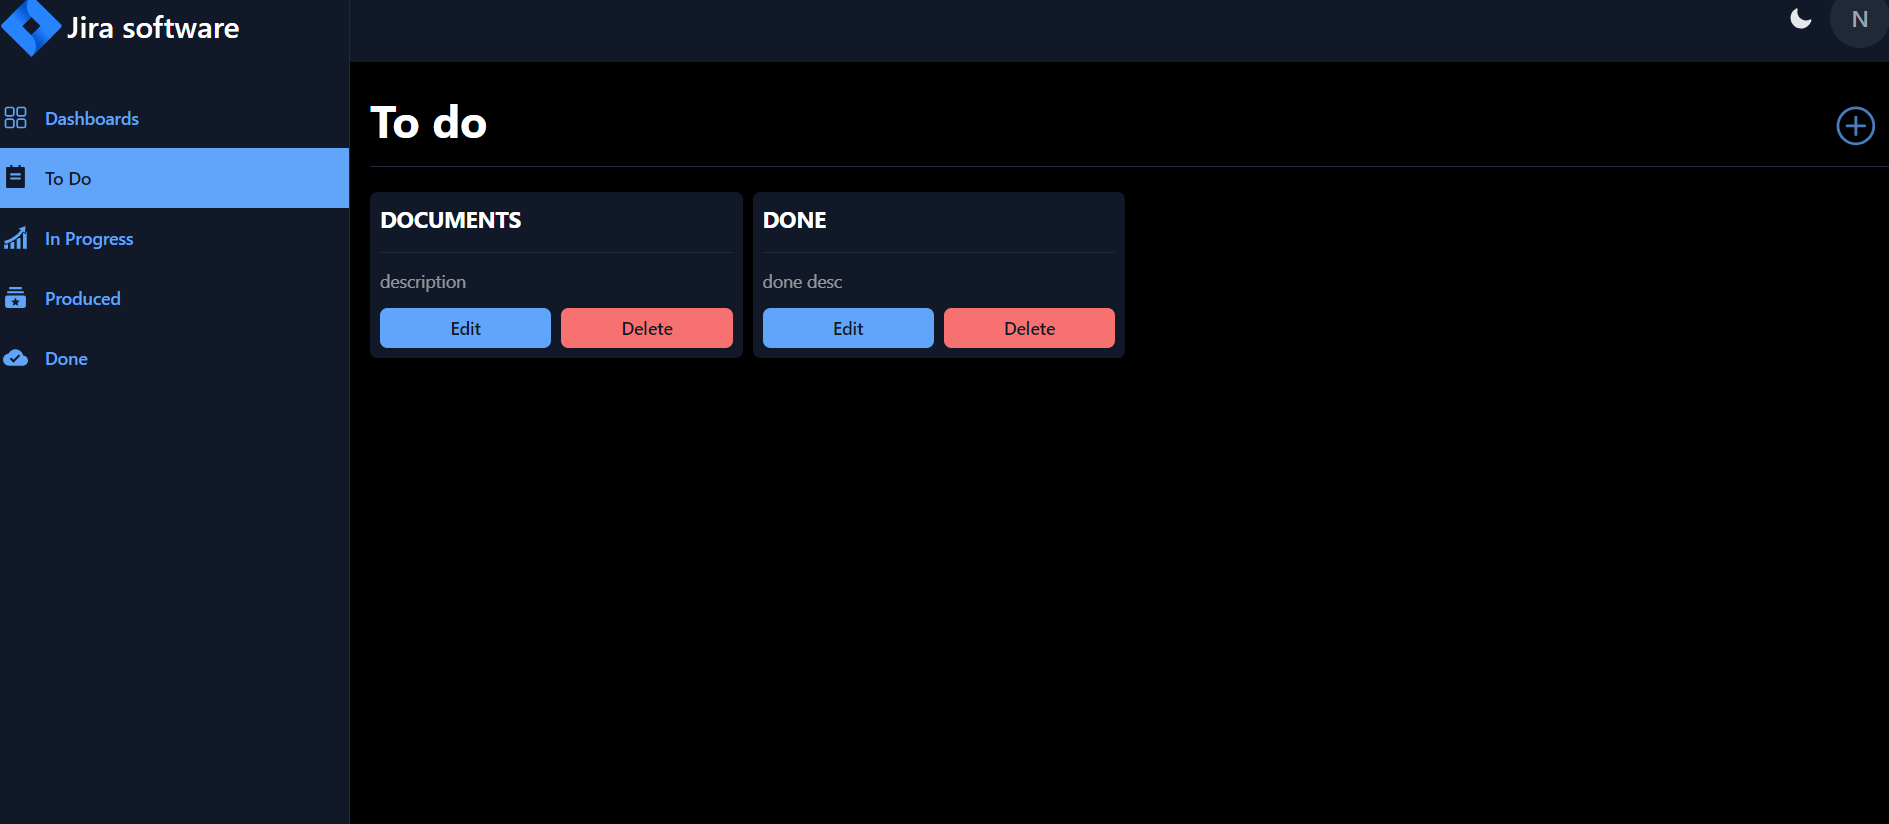 Jira software
N
Dashboards
To Do
In Progress
Produced
Done
To do
DOCUMENTS
description
Edit
Delete
DONE
done desc
Edit
Delete